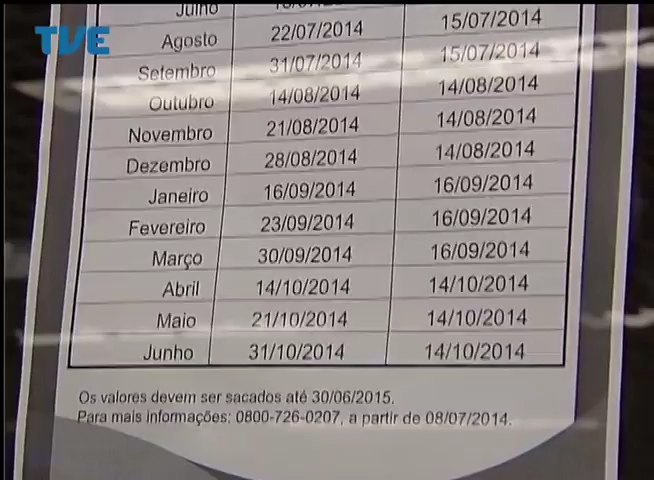 TVE
Julho 15/07/2014
Agosto 22/07/2014 15/07/2014
Setembro 31/07/2014 15/07/2014
Outubro 14/08/2014 14/08/2014
Novembro 21/08/2014 14/08/2014
Dezembro 28/08/2014 14/08/2014
Janeiro 16/09/2014 16/09/2014
Fevereiro 23/09/2014 16/09/2014
Março 30/09/2014 16/09/2014
Abril 14/10/2014 14/10/2014
Maio 21/10/2014 14/10/2014
Junho 31/10/2014 14/10/2014
Os valores devem ser sacados até 30/06/2015.
Para mais informações: 0800-726-0207, a partir de 08/07/2014.